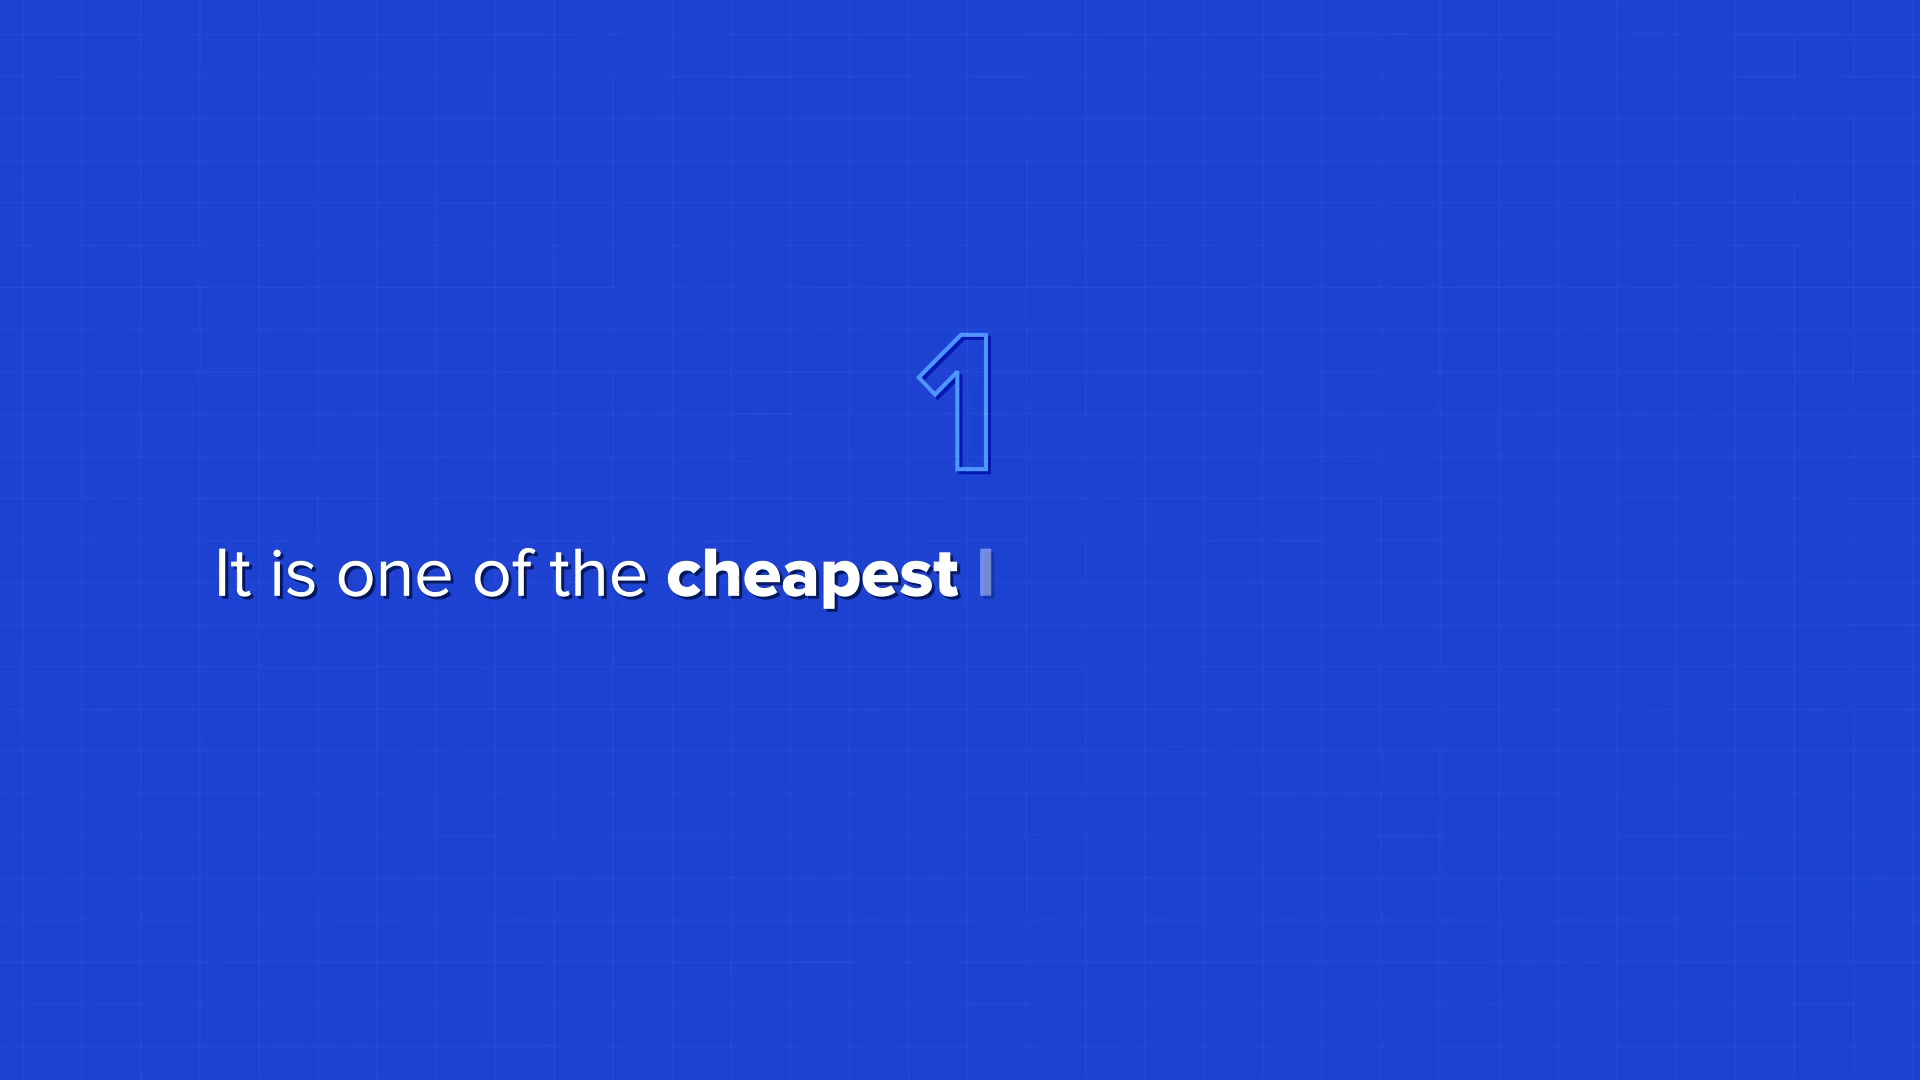 1
It is one of the cheapest